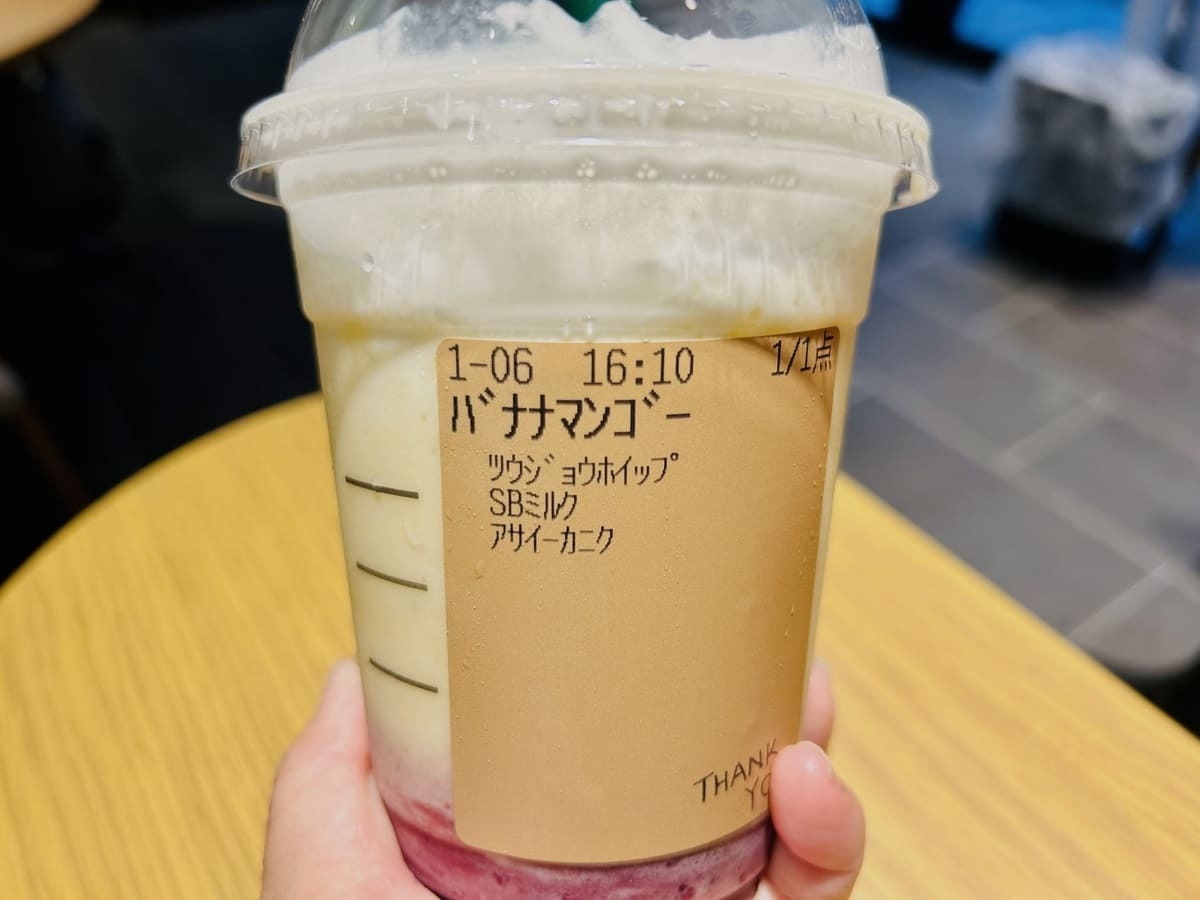 1-06 16:10 1/1点
バナナマンゴー
ツウジョウホイップ
SBミルク
アサイーカニク
THANK